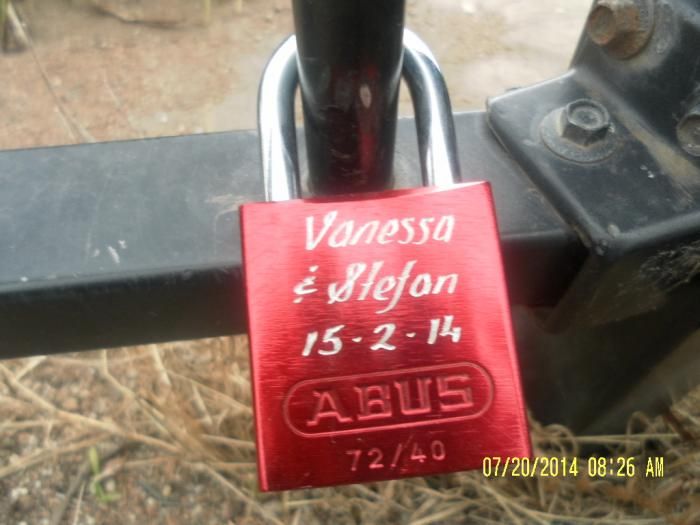 Vanessa
& Stefan
15-2-14
ABUS
72/40
07/20/2014 08:26 AM